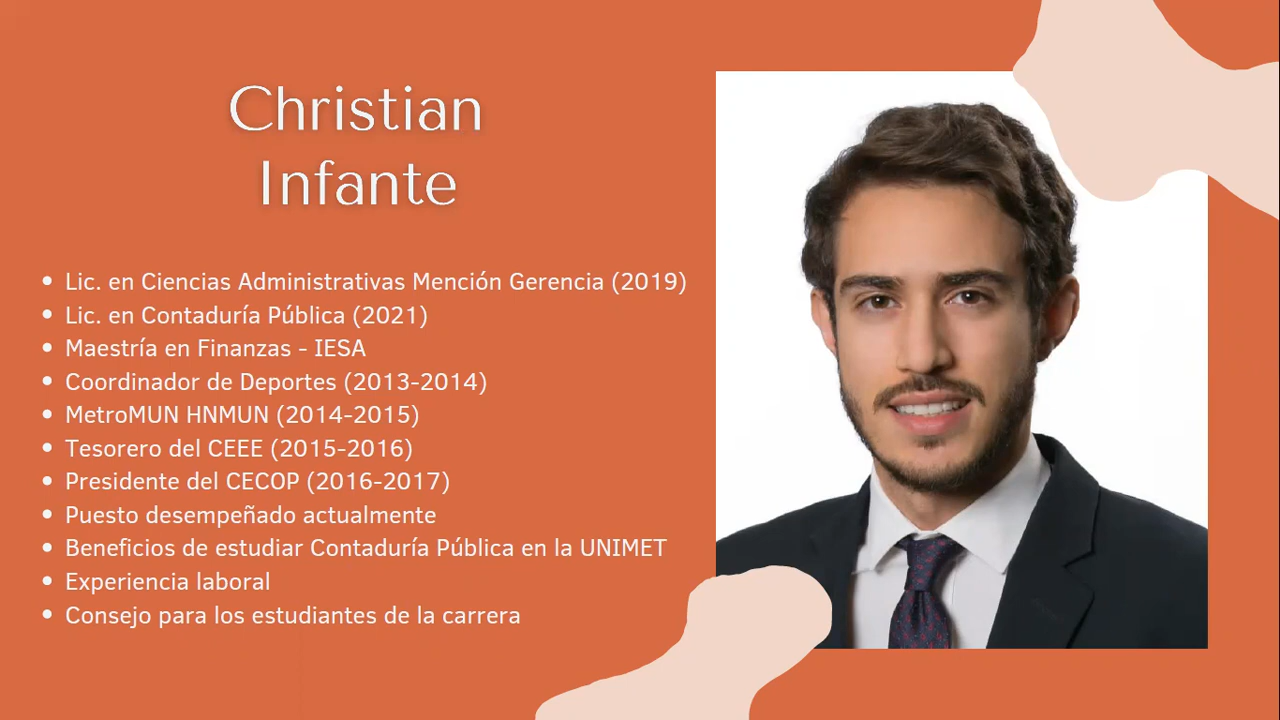 Christian
Infante
• Lic. en Ciencias Administrativas Mención Gerencia (2019)
• Lic. en Contaduría Pública (2021)
• Maestría en Finanzas - IESA
• Coordinador de Deportes (2013-2014)
• MetroMUN HNMUN (2014-2015)
• Tesorero del CEEE (2015-2016)
• Presidente del CECOP (2016-2017)
• Puesto desempeñado actualmente
• Beneficios de estudiar Contaduría Pública en la UNIMET
• Experiencia laboral
• Consejo para los estudiantes de la carrera